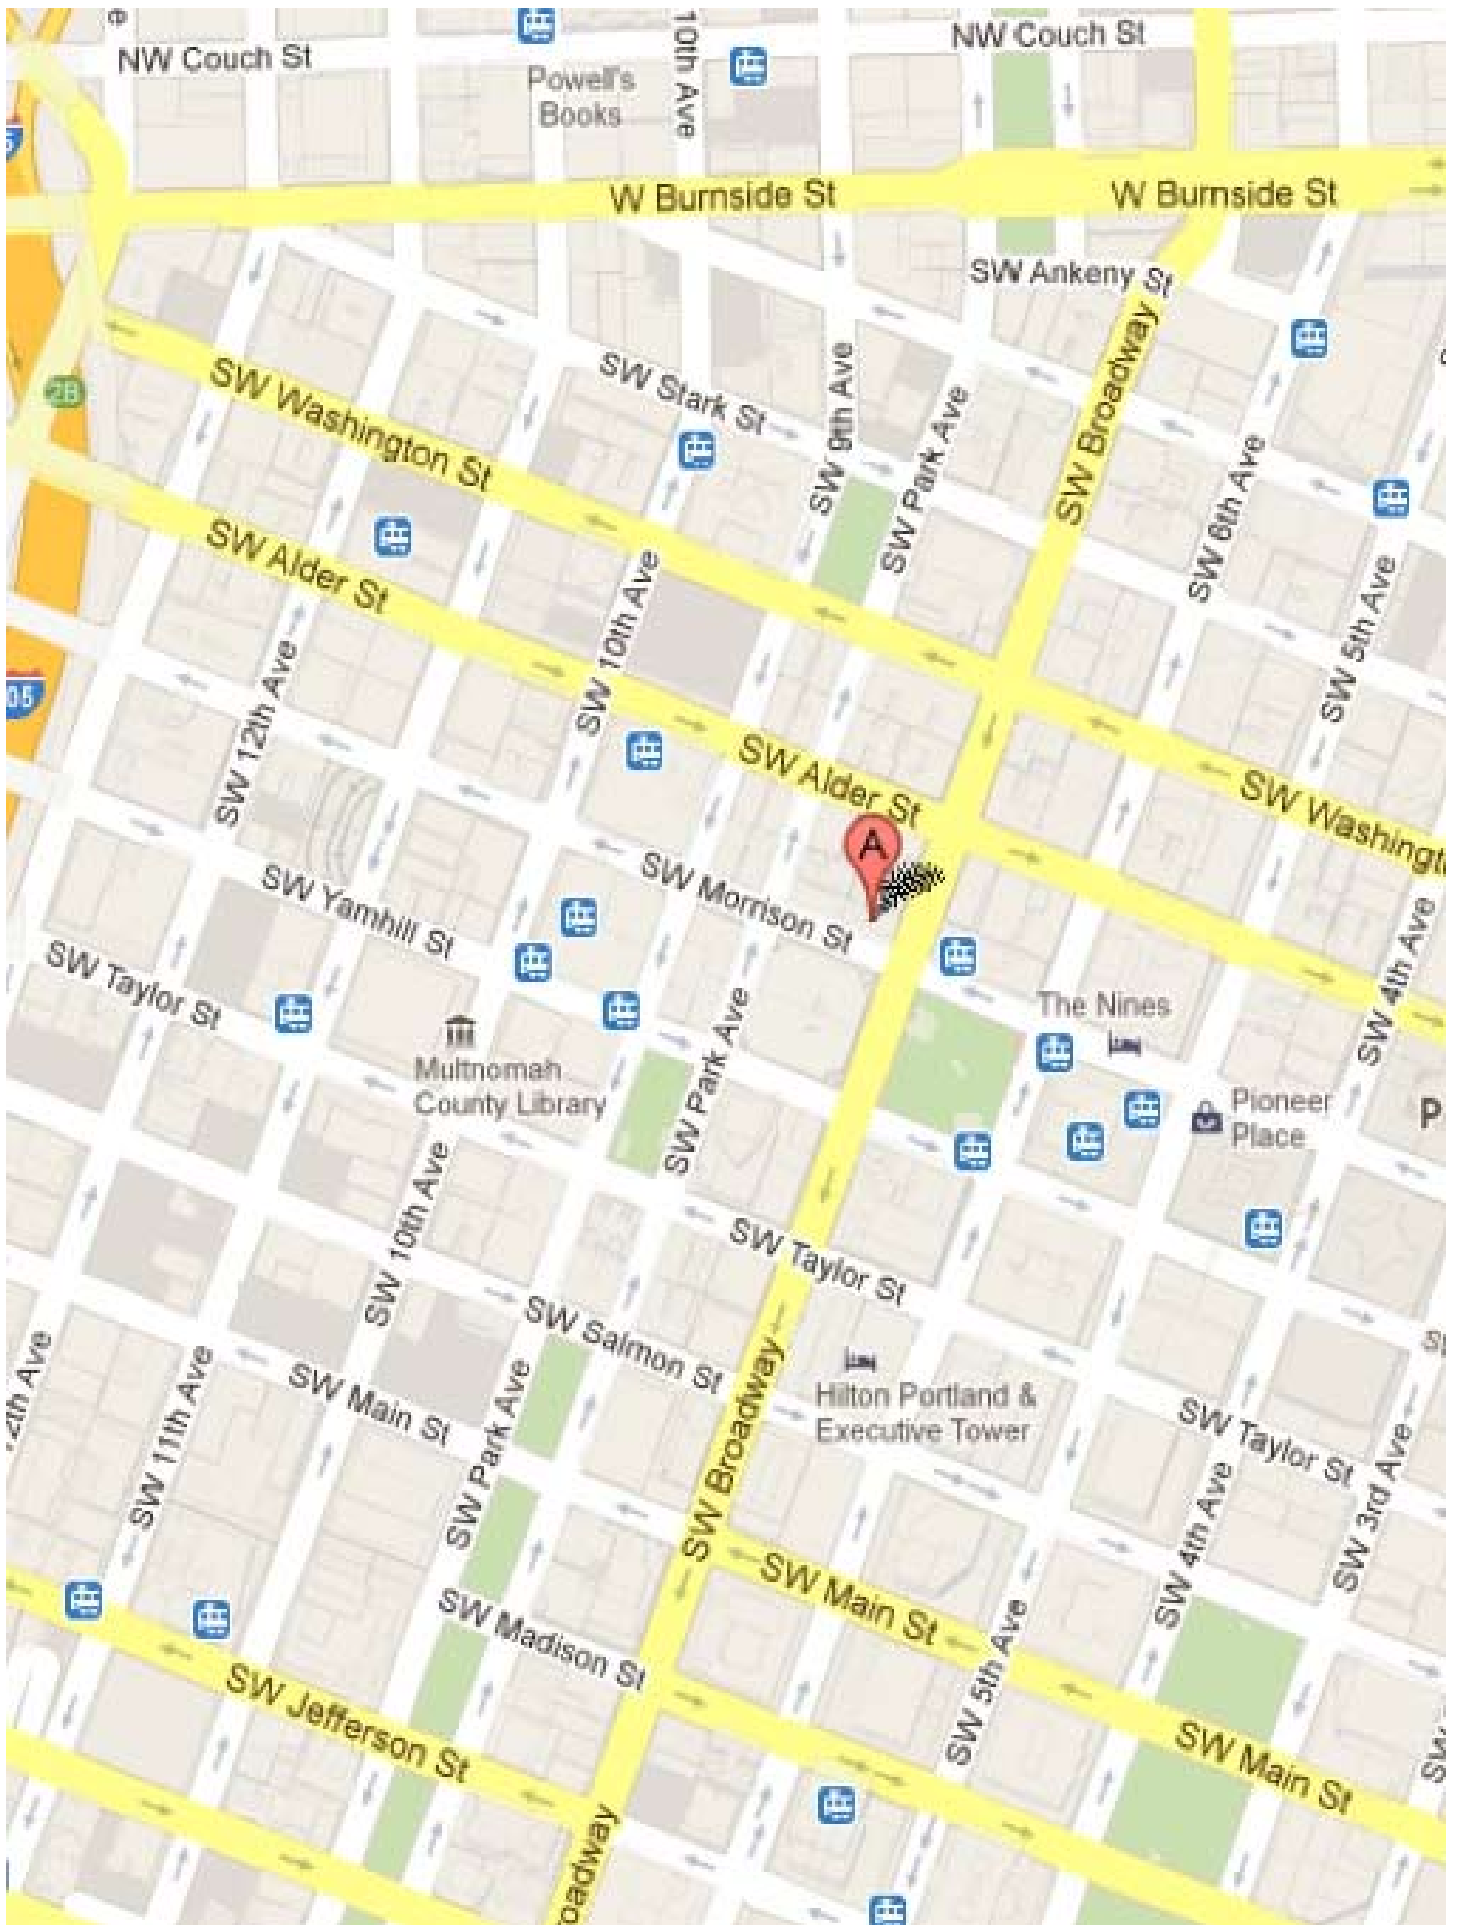 NW Couch St
10th Ave
NW Couch St
Powell's
Books
W Burnside St
W Burnside St
SW Ankeny St
SW Washington St
SW Stark St
SW 9th Ave
SW Park Ave
SW Broadway
SW 6th Ave
2B
SW Alder St
SW 10th Ave
SW 5th Ave
05
SW 12th Ave
SW Alder St
SW Washingt
A
SW Yamhill St
SW Morrison St
SW Taylor St
SW 4th Ave
The Nines
Multnomah
County Library
SW Park Ave
Pioneer
Place
P
SW 10th Ave
SW Taylor St
SW Salmon St
SW Main St
Hilton Portland &
Executive Tower
SW Taylor St
2th Ave
SW 11th Ave
SW Park Ave
SW Broadway
SW 4th Ave
SW 3rd Ave
SW Main St
SW Madison St
SW 5th Ave
SW Jefferson St
SW Main St
SW
oadway